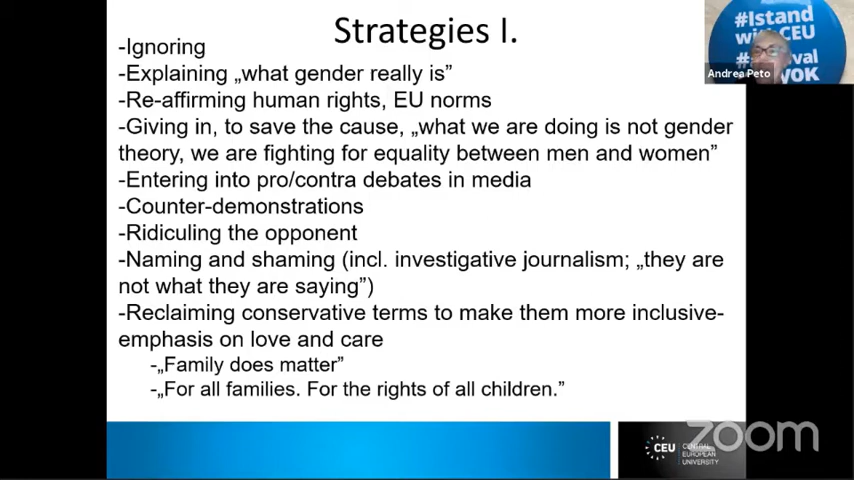 Strategies I.
-Ignoring
-Explaining „what gender really is”
-Re-affirming human rights, EU norms
-Giving in, to save the cause, „what we are doing is not gender
theory, we are fighting for equality between men and women”
-Entering into pro/contra debates in media
-Counter-demonstrations
-Ridiculing the opponent
-Naming and shaming (incl. investigative journalism; „they are
not what they are saying”)
-Reclaiming conservative terms to make them more inclusive-
emphasis on love and care
-„Family does matter”
-„For all families. For the rights of all children.”
#Istand
with CEU
Andrea Peto
CEU
CENTRAL
EUROPEAN
UNIVERSITY
zoom